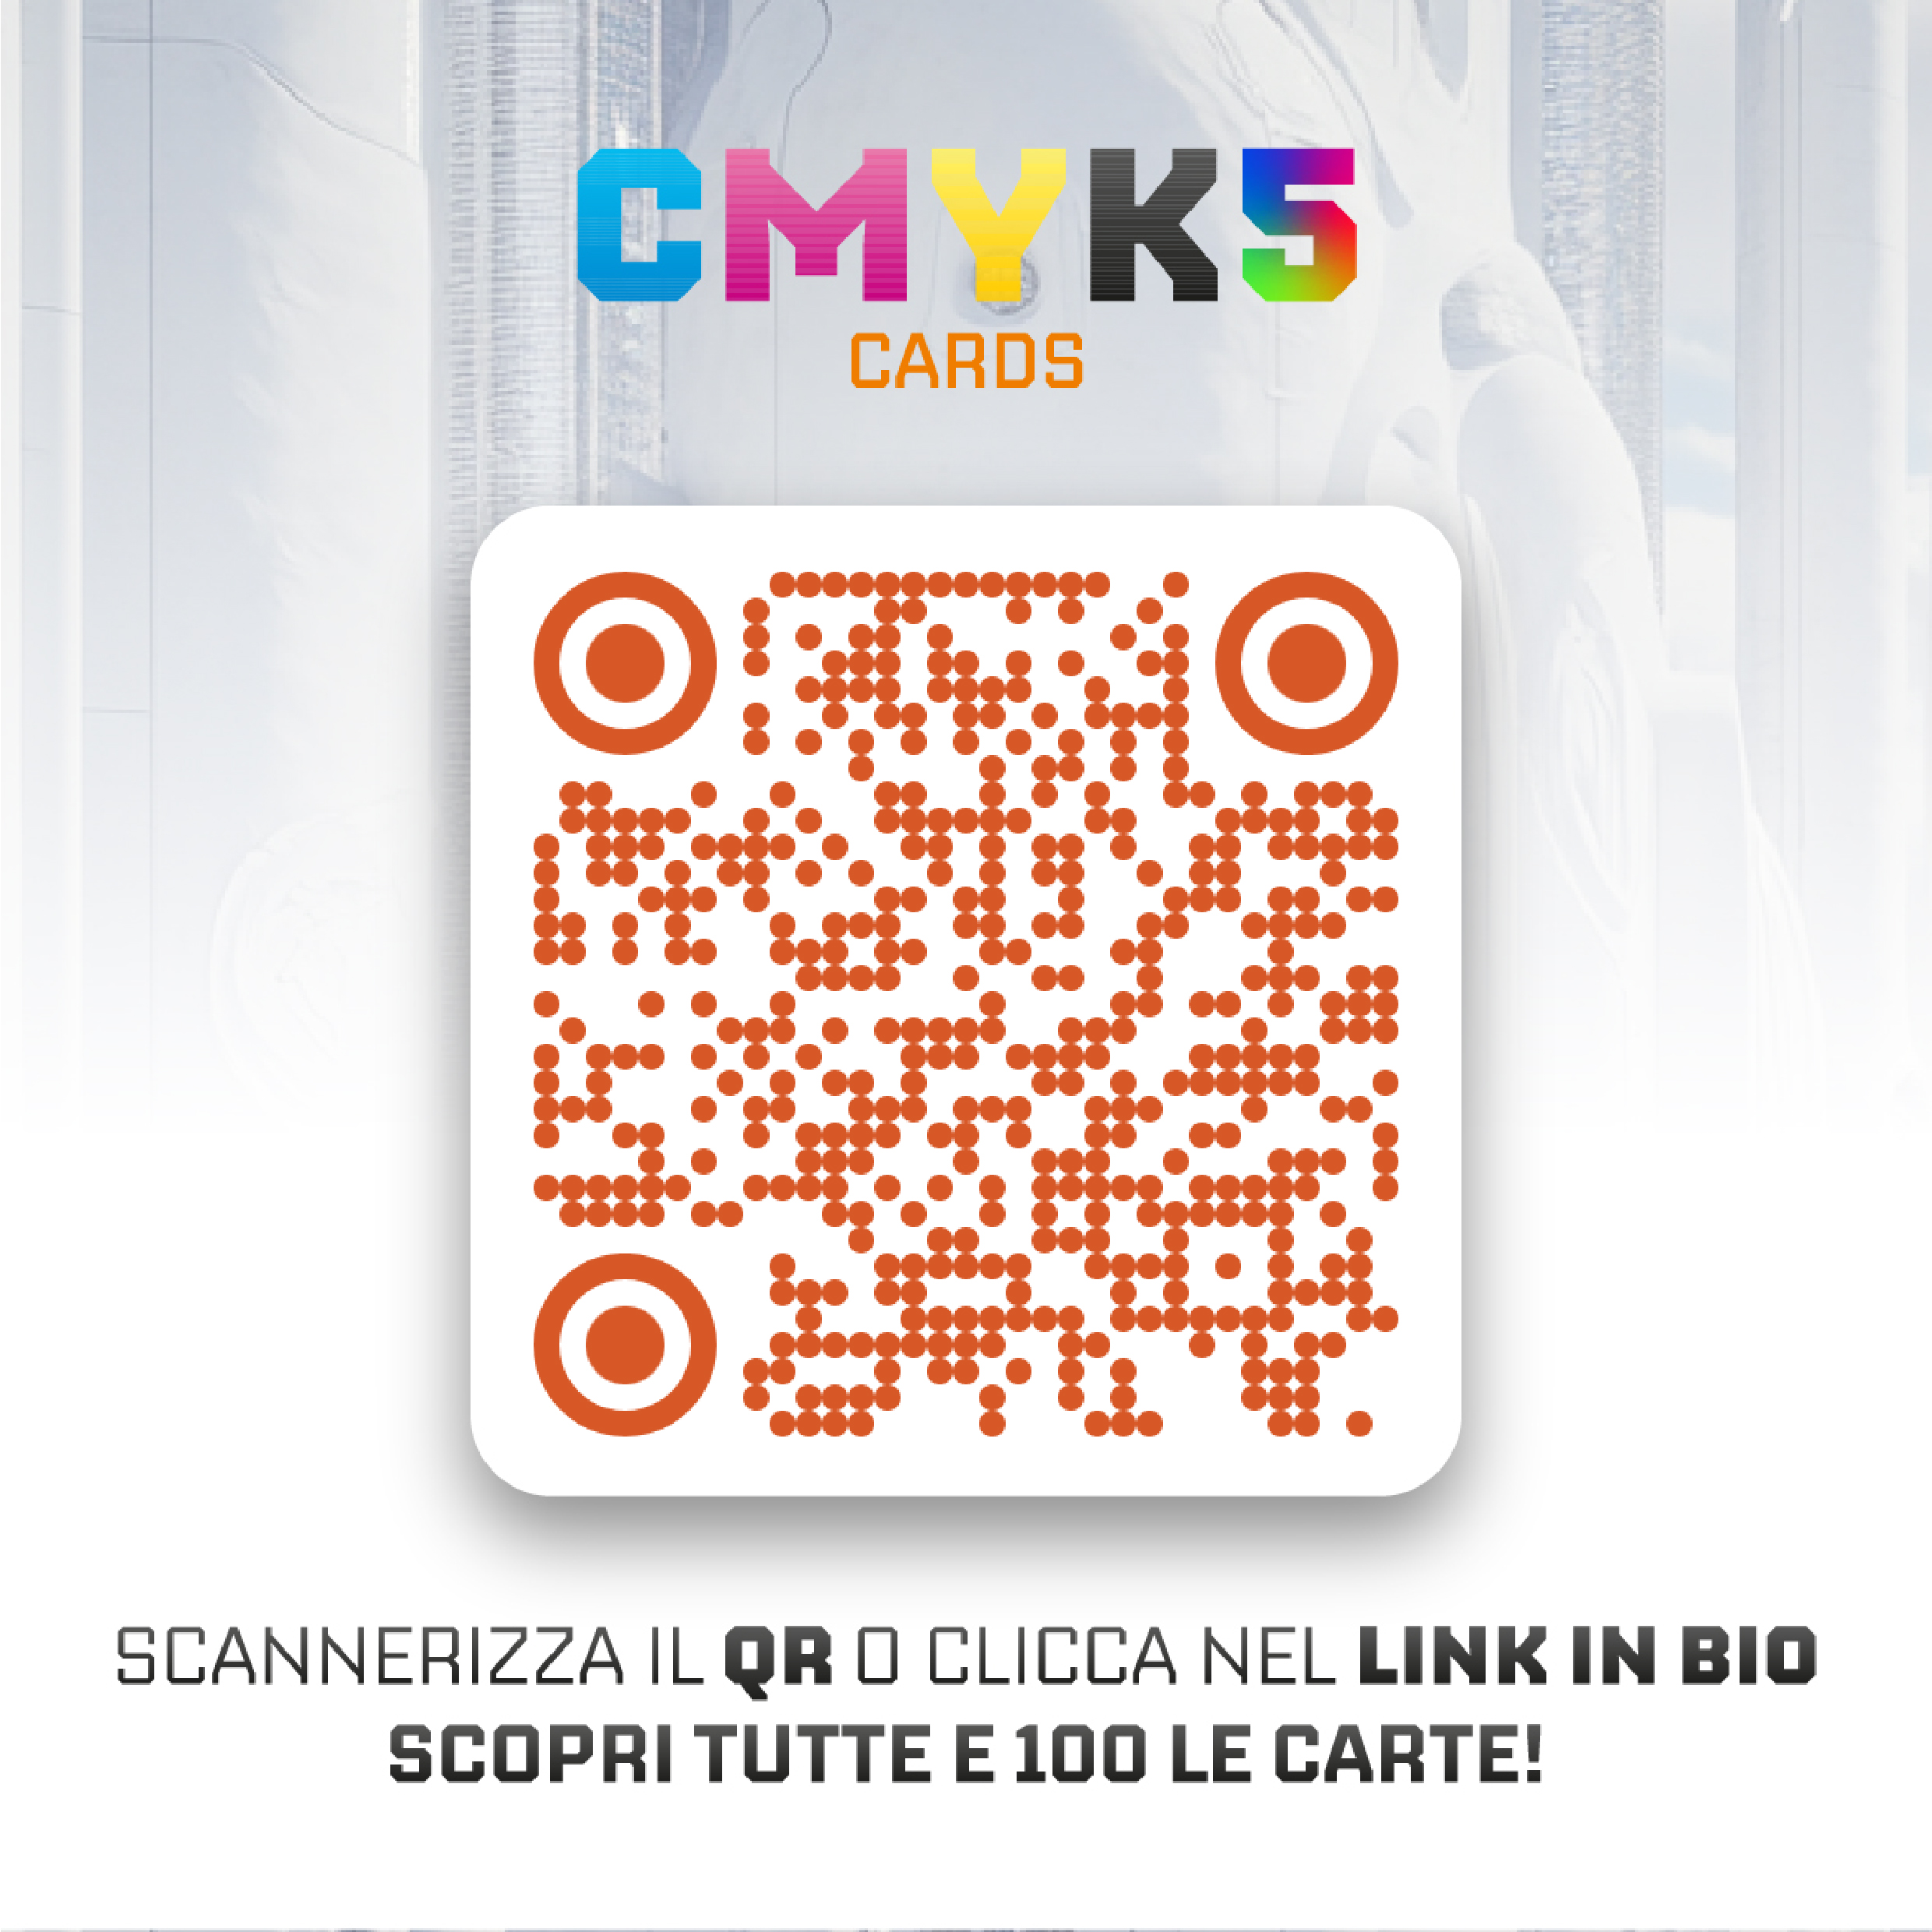 CMYK5
CARDS
SCANNERIZZA IL QR O CLICCA NEL LINK IN BIO
SCOPRI TUTTE E 100 LE CARTE!